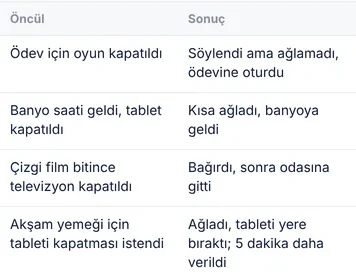 Öncül Sonuç
Ödev için oyun kapatıldı Söylendi ama ağlamadı,
ödevine oturdu
Banyo saati geldi, tablet Kısa ağladı, banyoya
kapatıldı geldi
Çizgi film bitince Bağırdı, sonra odasına
televizyon kapatıldı gitti
Akşam yemeği için Ağladı, tableti yere
tableti kapatması istendi bıraktı; 5 dakika daha
verildi